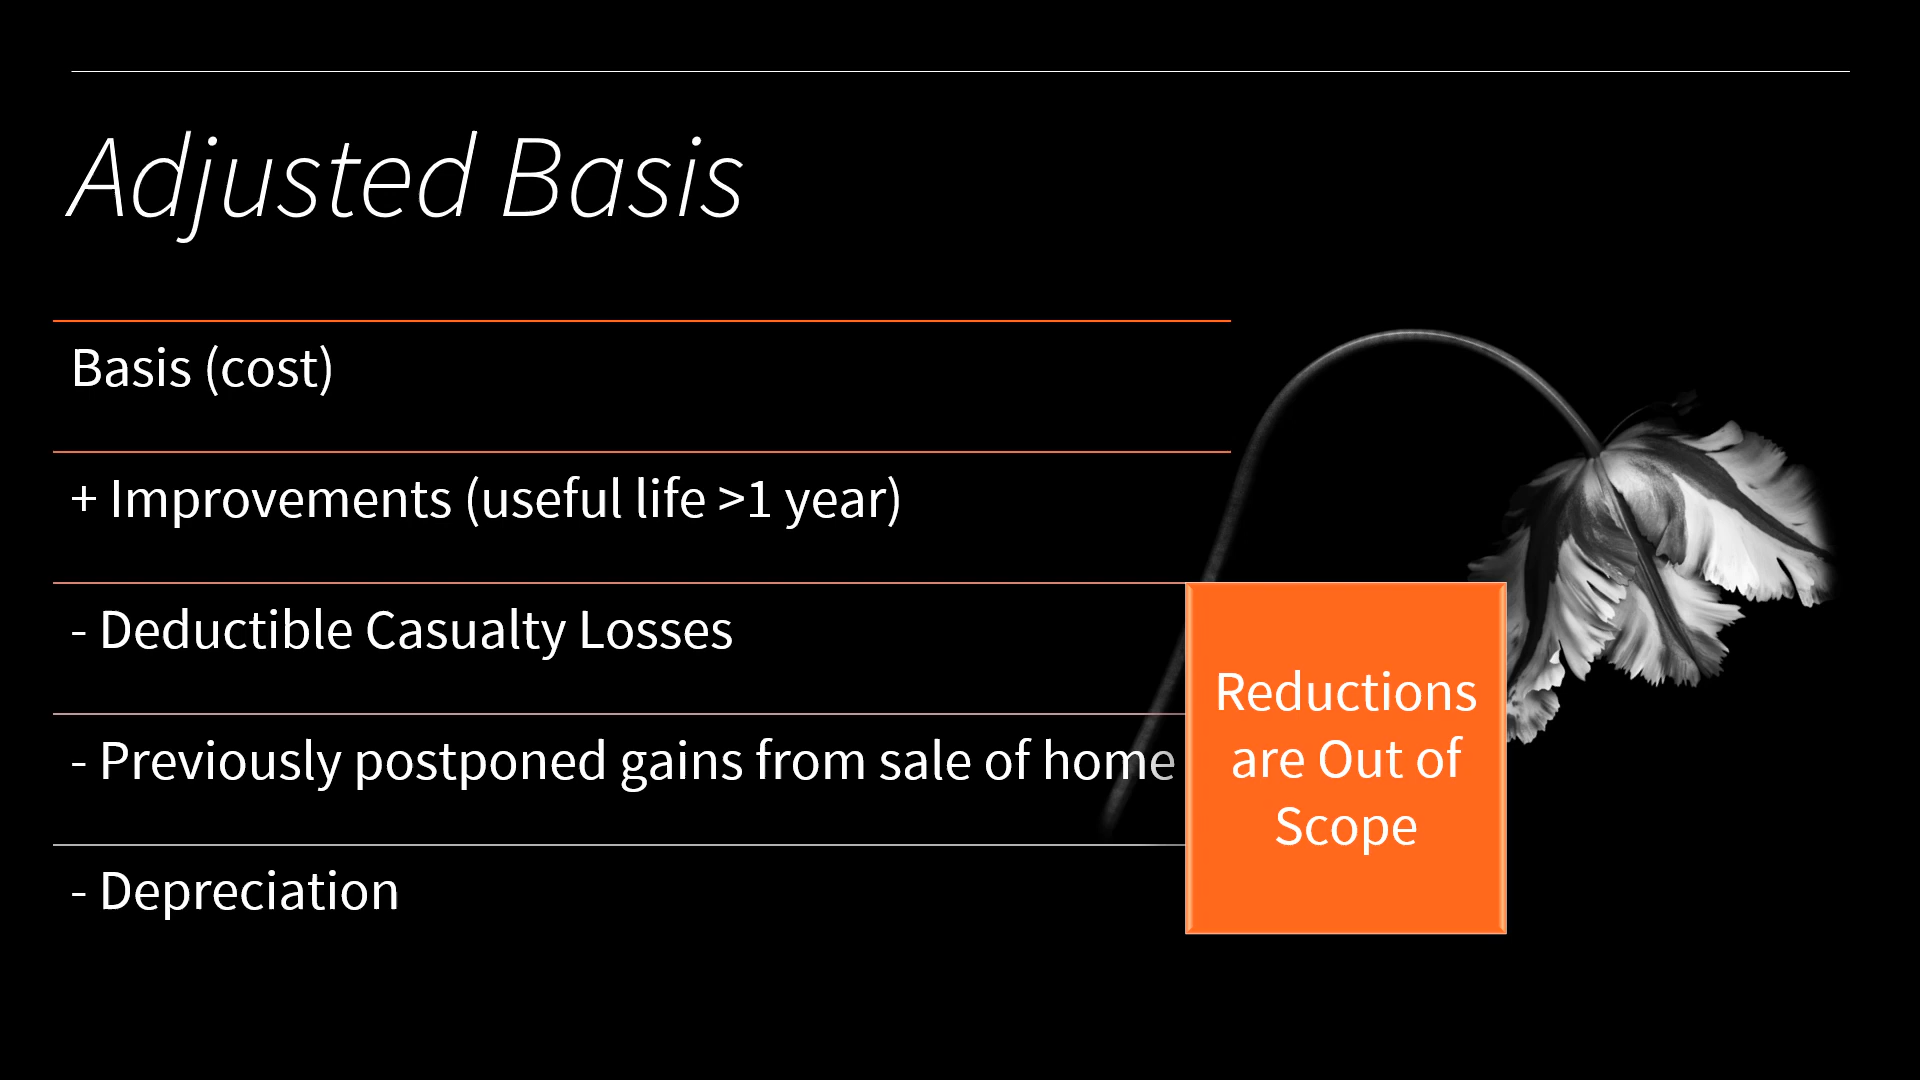 Adjusted Basis
Basis (cost)
+ Improvements (useful life >1 year)
- Deductible Casualty Losses
- Previously postponed gains from sale of home
- Depreciation
Reductions
are Out of
Scope